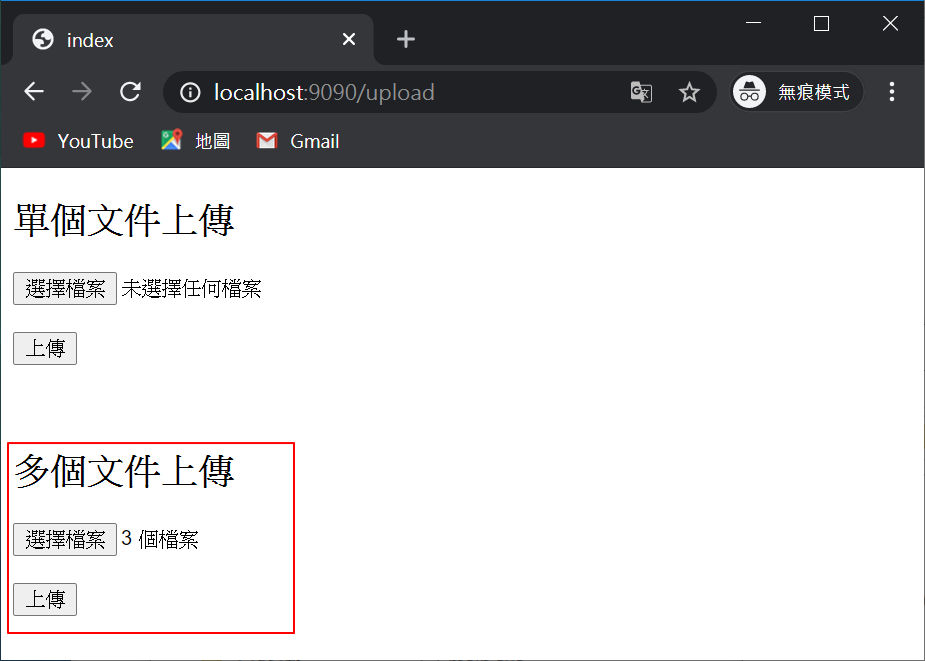 index
localhost:9090/upload
無痕模式
YouTube 地圖 Gmail
單個文件上傳
選擇檔案 未選擇任何檔案
上傳
多個文件上傳
選擇檔案 3 個檔案
上傳